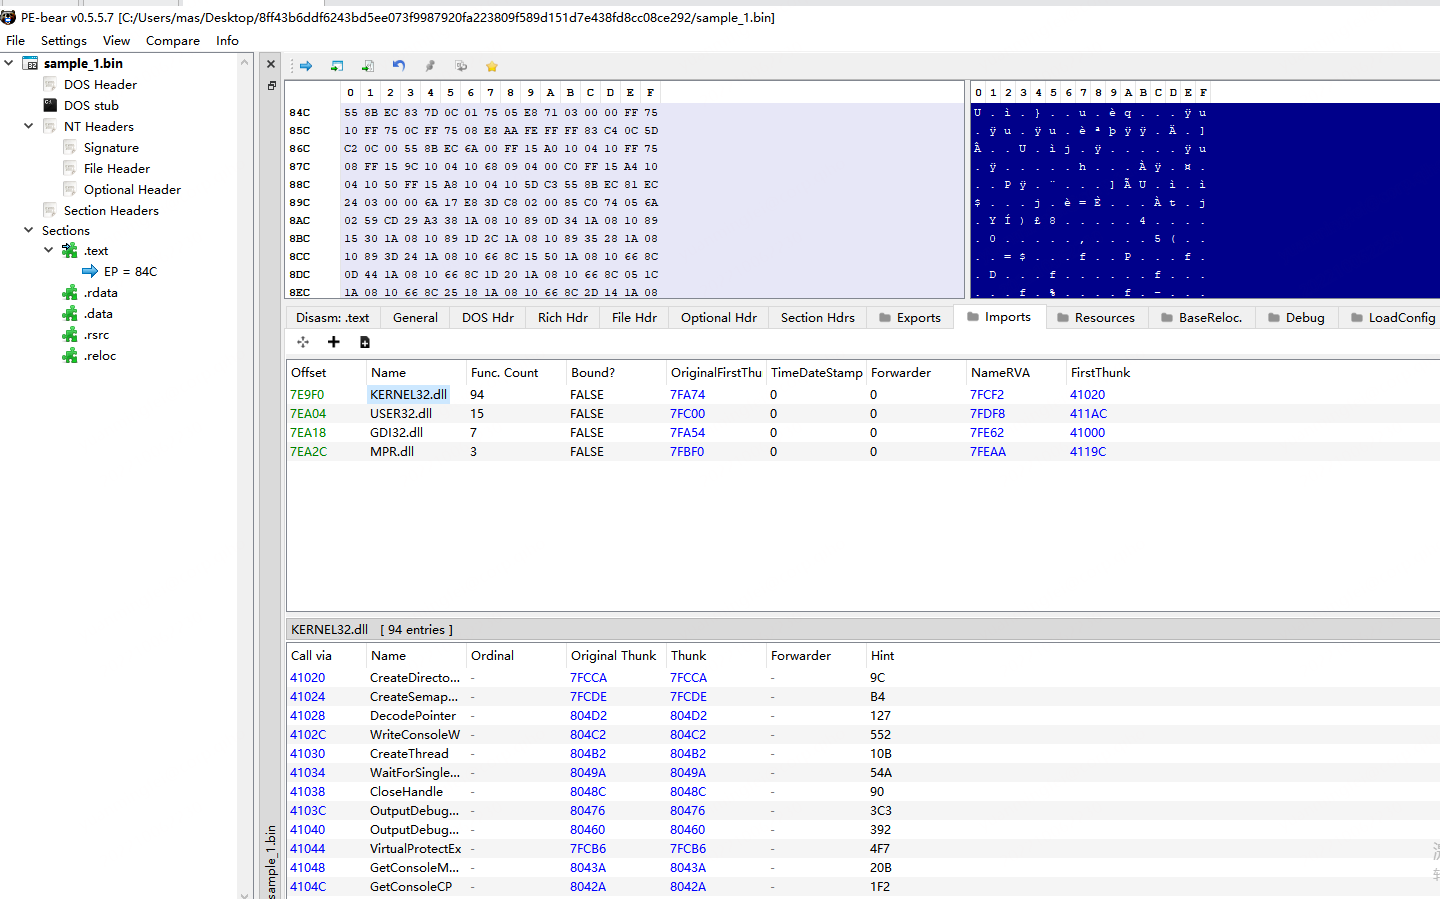 PE-bear v0.5.5.7 [C:/Users/mas/Desktop/8ff43b6ddf6243bd5ee073f9987920fa223809f589d151d7e438fd8cc08ce292/sample_1.bin]
File Settings View Compare Info
sample_1.bin
DOS Header
DOS stub
NT Headers
Signature
File Header
Optional Header
Section Headers
Sections
.text
EP = 84C
.rdata
.data
.rsrc
.reloc
sample_1.bin
0 1 2 3 4 5 6 7 8 9 A B C D E F
84C 55 8B EC 83 7D 0C 01 75 05 E8 71 03 00 00 FF 75
85C 10 FF 75 0C FF 75 08 E8 AA FE FF FF 83 C4 0C 5D
86C C2 0C 00 55 8B EC 6A 00 FF 15 A0 10 04 10 FF 75
87C 08 FF 15 9C 10 04 10 68 09 04 00 C0 FF 15 A4 10
88C 04 10 50 FF 15 A8 10 04 10 5D C3 55 8B EC 81 EC
89C 24 03 00 00 6A 17 E8 3D C8 02 00 85 C0 74 05 6A
8AC 02 59 CD 29 A3 38 1A 08 10 89 0D 34 1A 08 10 89
8BC 15 30 1A 08 10 89 1D 2C 1A 08 10 89 35 28 1A 08
8CC 10 89 3D 24 1A 08 10 66 8C 15 50 1A 08 10 66 8C
8DC 0D 44 1A 08 10 66 8C 1D 20 1A 08 10 66 8C 05 1C
8EC 1A 08 10 66 8C 25 18 1A 08 10 66 8C 2D 14 1A 08
0 1 2 3 4 5 6 7 8 9 A B C D E F
U . ì . } . . u . è q . . . ÿ u
. ÿ u . ÿ u . è ª þ ÿ ÿ . Ä . ]
Â . . U . ì j . ÿ . . . . . ÿ u
. ÿ . . . . . h . . . À ÿ . ¤ .
. . P ÿ . ¨ . . . ] Ã U . ì . ì
$ . . . j . è = È . . . À t . j
. Y Í ) £ 8 . . . . . 4 . . . .
. 0 . . . . . , . . . . 5 ( . .
. . = $ . . . f . . P . . . f .
. D . . . f . . . . . . f . . .
. . . f . % . . . . f . - . . .
Disasm: .text General DOS Hdr Rich Hdr File Hdr Optional Hdr Section Hdrs Exports Imports Resources BaseReloc. Debug LoadConfig
Offset Name Func. Count Bound? OriginalFirstThu TimeDateStamp Forwarder NameRVA FirstThunk
7E9F0 KERNEL32.dll 94 FALSE 7FA74 0 0 7FCF2 41020
7EA04 USER32.dll 15 FALSE 7FC00 0 0 7FDF8 411AC
7EA18 GDI32.dll 7 FALSE 7FA54 0 0 7FE62 41000
7EA2C MPR.dll 3 FALSE 7FBF0 0 0 7FEAA 4119C
KERNEL32.dll [ 94 entries ]
Call via Name Ordinal Original Thunk Thunk Forwarder Hint
41020 CreateDirecto... - 7FCCA 7FCCA - 9C
41024 CreateSemap... - 7FCDE 7FCDE - B4
41028 DecodePointer - 804D2 804D2 - 127
4102C WriteConsoleW - 804C2 804C2 - 552
41030 CreateThread - 804B2 804B2 - 10B
41034 WaitForSingle... - 8049A 8049A - 54A
41038 CloseHandle - 8048C 8048C - 90
4103C OutputDebug... - 80476 80476 - 3C3
41040 OutputDebug... - 80460 80460 - 392
41044 VirtualProtectEx - 7FCB6 7FCB6 - 4F7
41048 GetConsoleM... - 8043A 8043A - 20B
4104C GetConsoleCP - 8042A 8042A - 1F2